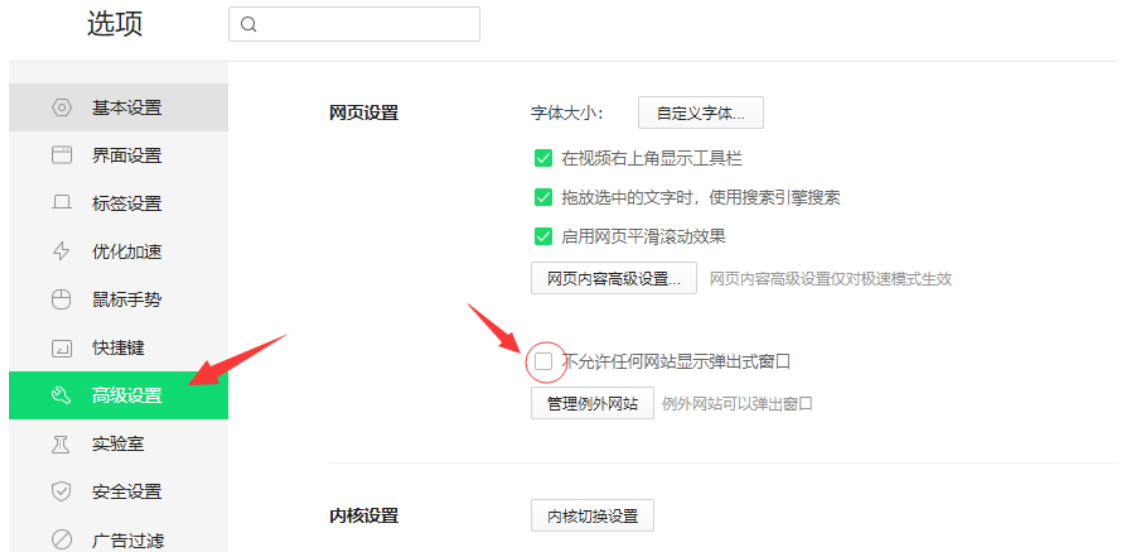 选项
基本设置
界面设置
标签设置
优化加速
鼠标手势
快捷键
高级设置
实验室
安全设置
广告过滤
网页设置
字体大小：
自定义字体...
在视频右上角显示工具栏
拖放选中的文字时，使用搜索引擎搜索
启用网页平滑滚动效果
网页内容高级设置...
网页内容高级设置仅对极速模式生效
不允许任何网站显示弹出式窗口
管理例外网站
例外网站可以弹出窗口
内核设置
内核切换设置